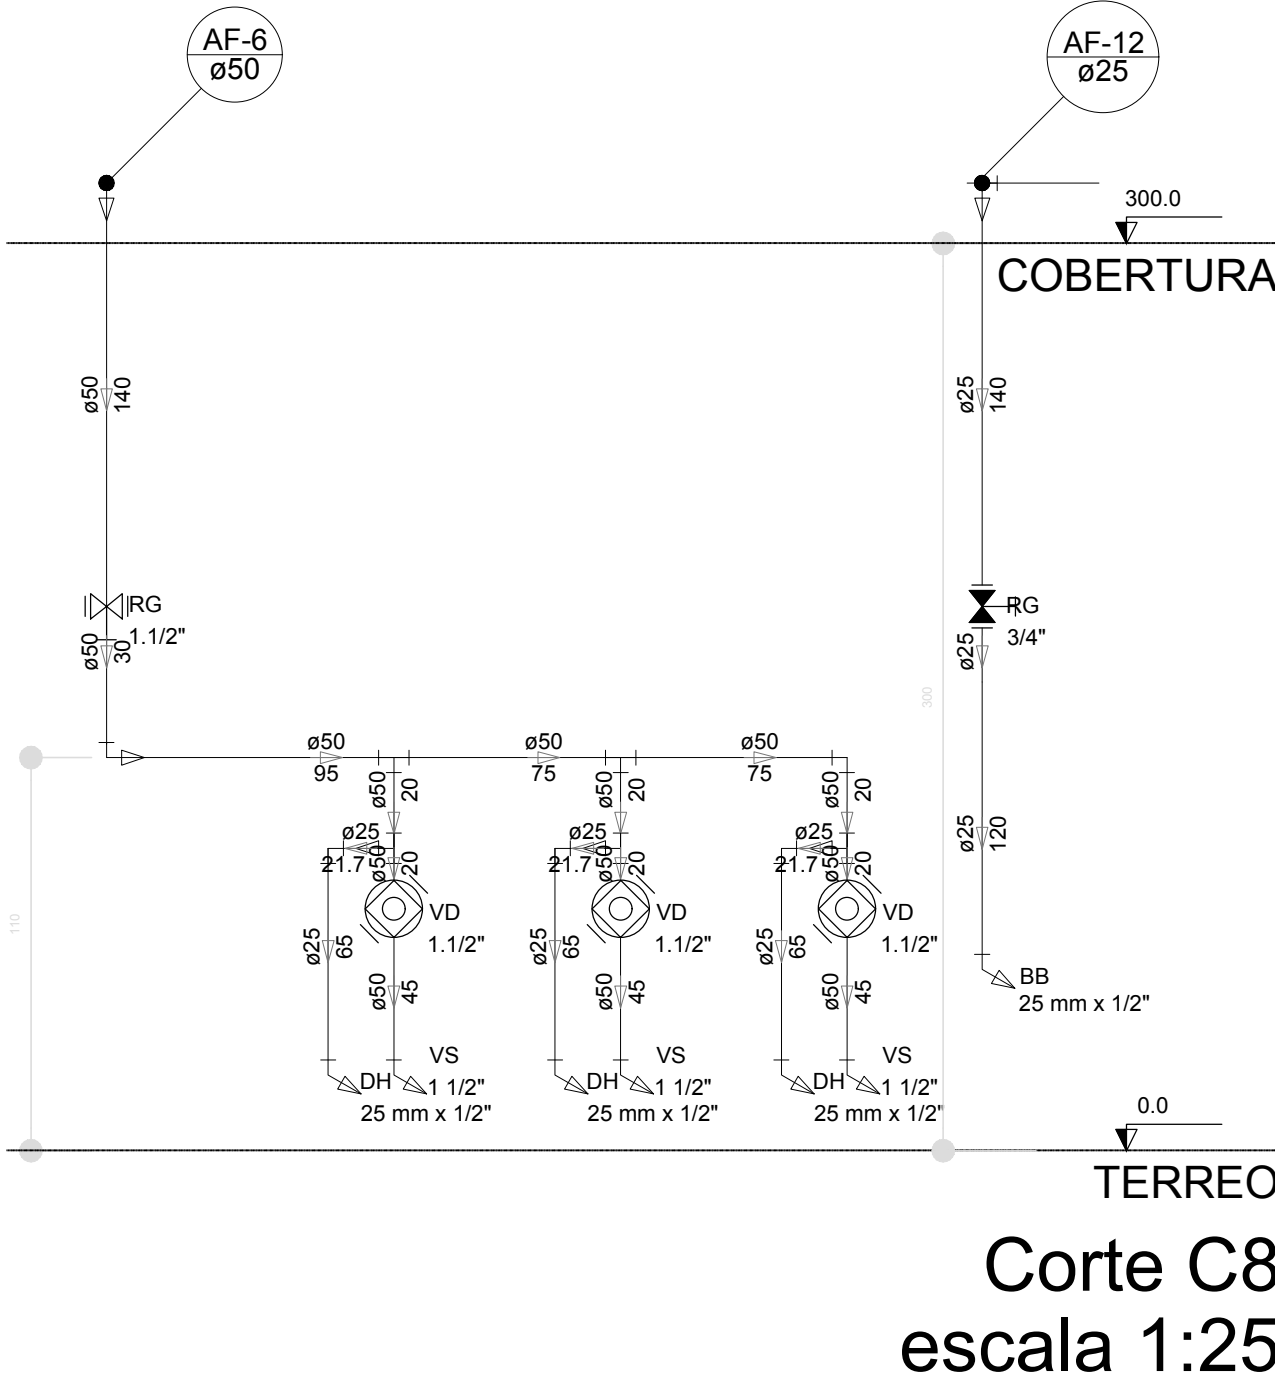 AF-6
ø50
AF-12
ø25
300.0
COBERTURA
ø50
140
ø25
140
RG
1.1/2"
ø50
30
RG
3/4"
ø25
300
ø50
95
ø50
75
ø50
75
ø50
20
ø50
20
ø50
20
ø25
120
ø25
21.7
ø50
20
ø25
21.7
ø50
20
ø25
21.7
ø50
20
110
VD
1.1/2"
VD
1.1/2"
VD
1.1/2"
ø25
65
ø50
45
ø25
65
ø50
45
ø25
65
ø50
45
BB
25 mm x 1/2"
VS
1 1/2"
DH
25 mm x 1/2"
VS
1 1/2"
DH
25 mm x 1/2"
VS
1 1/2"
DH
25 mm x 1/2"
0.0
TERREO
Corte C8
escala 1:25